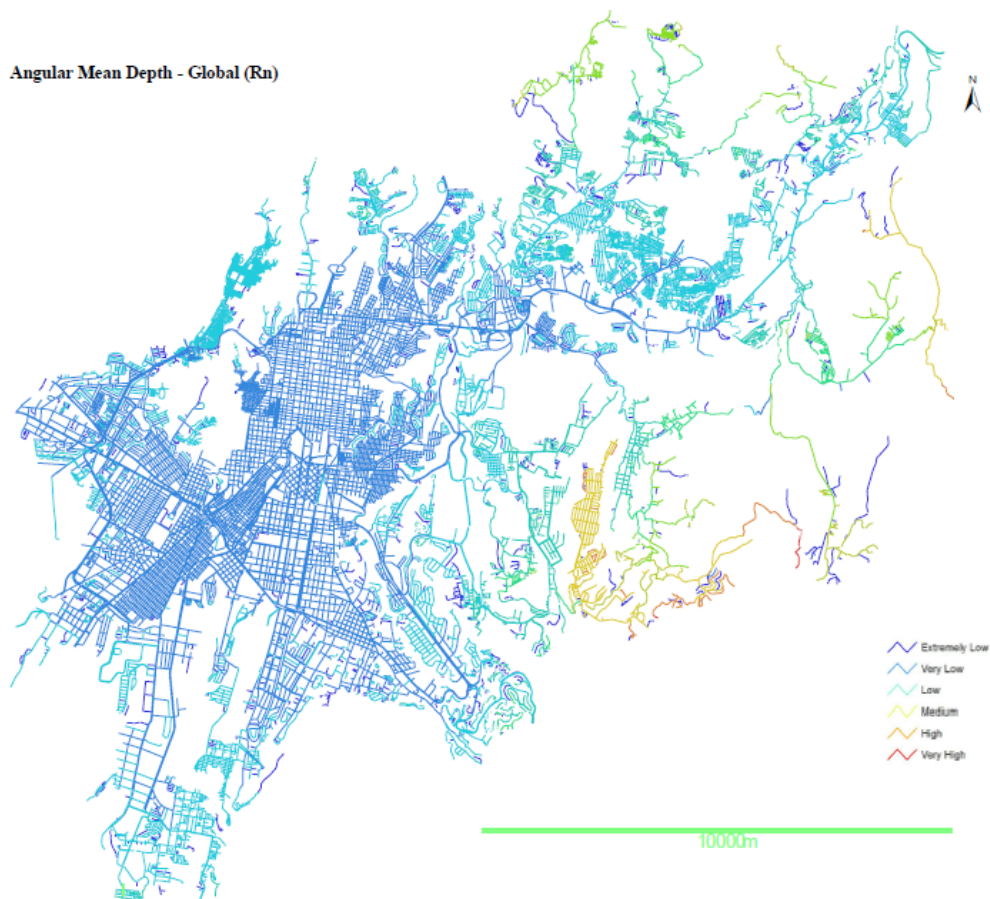 Angular Mean Depth - Global (Rn)
N
Extremely Low
Very Low
Low
Medium
High
Very High
10000m